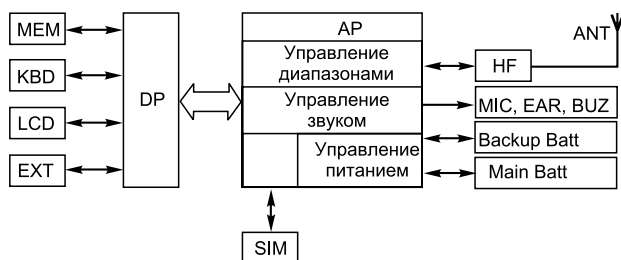 MEM
KBD
LCD
EXT
DP
AP
Управление
диапазонами
Управление
звуком
Управление
питанием
SIM
ANT
HF
MIC, EAR, BUZ
Backup Batt
Main Batt